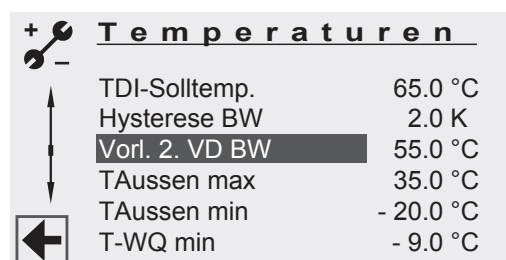 Temperaturen
TDI-Solltemp. 65.0 °C
Hysterese BW 2.0 K
Vorl. 2. VD BW 55.0 °C
TAussen max 35.0 °C
TAussen min - 20.0 °C
T-WQ min - 9.0 °C